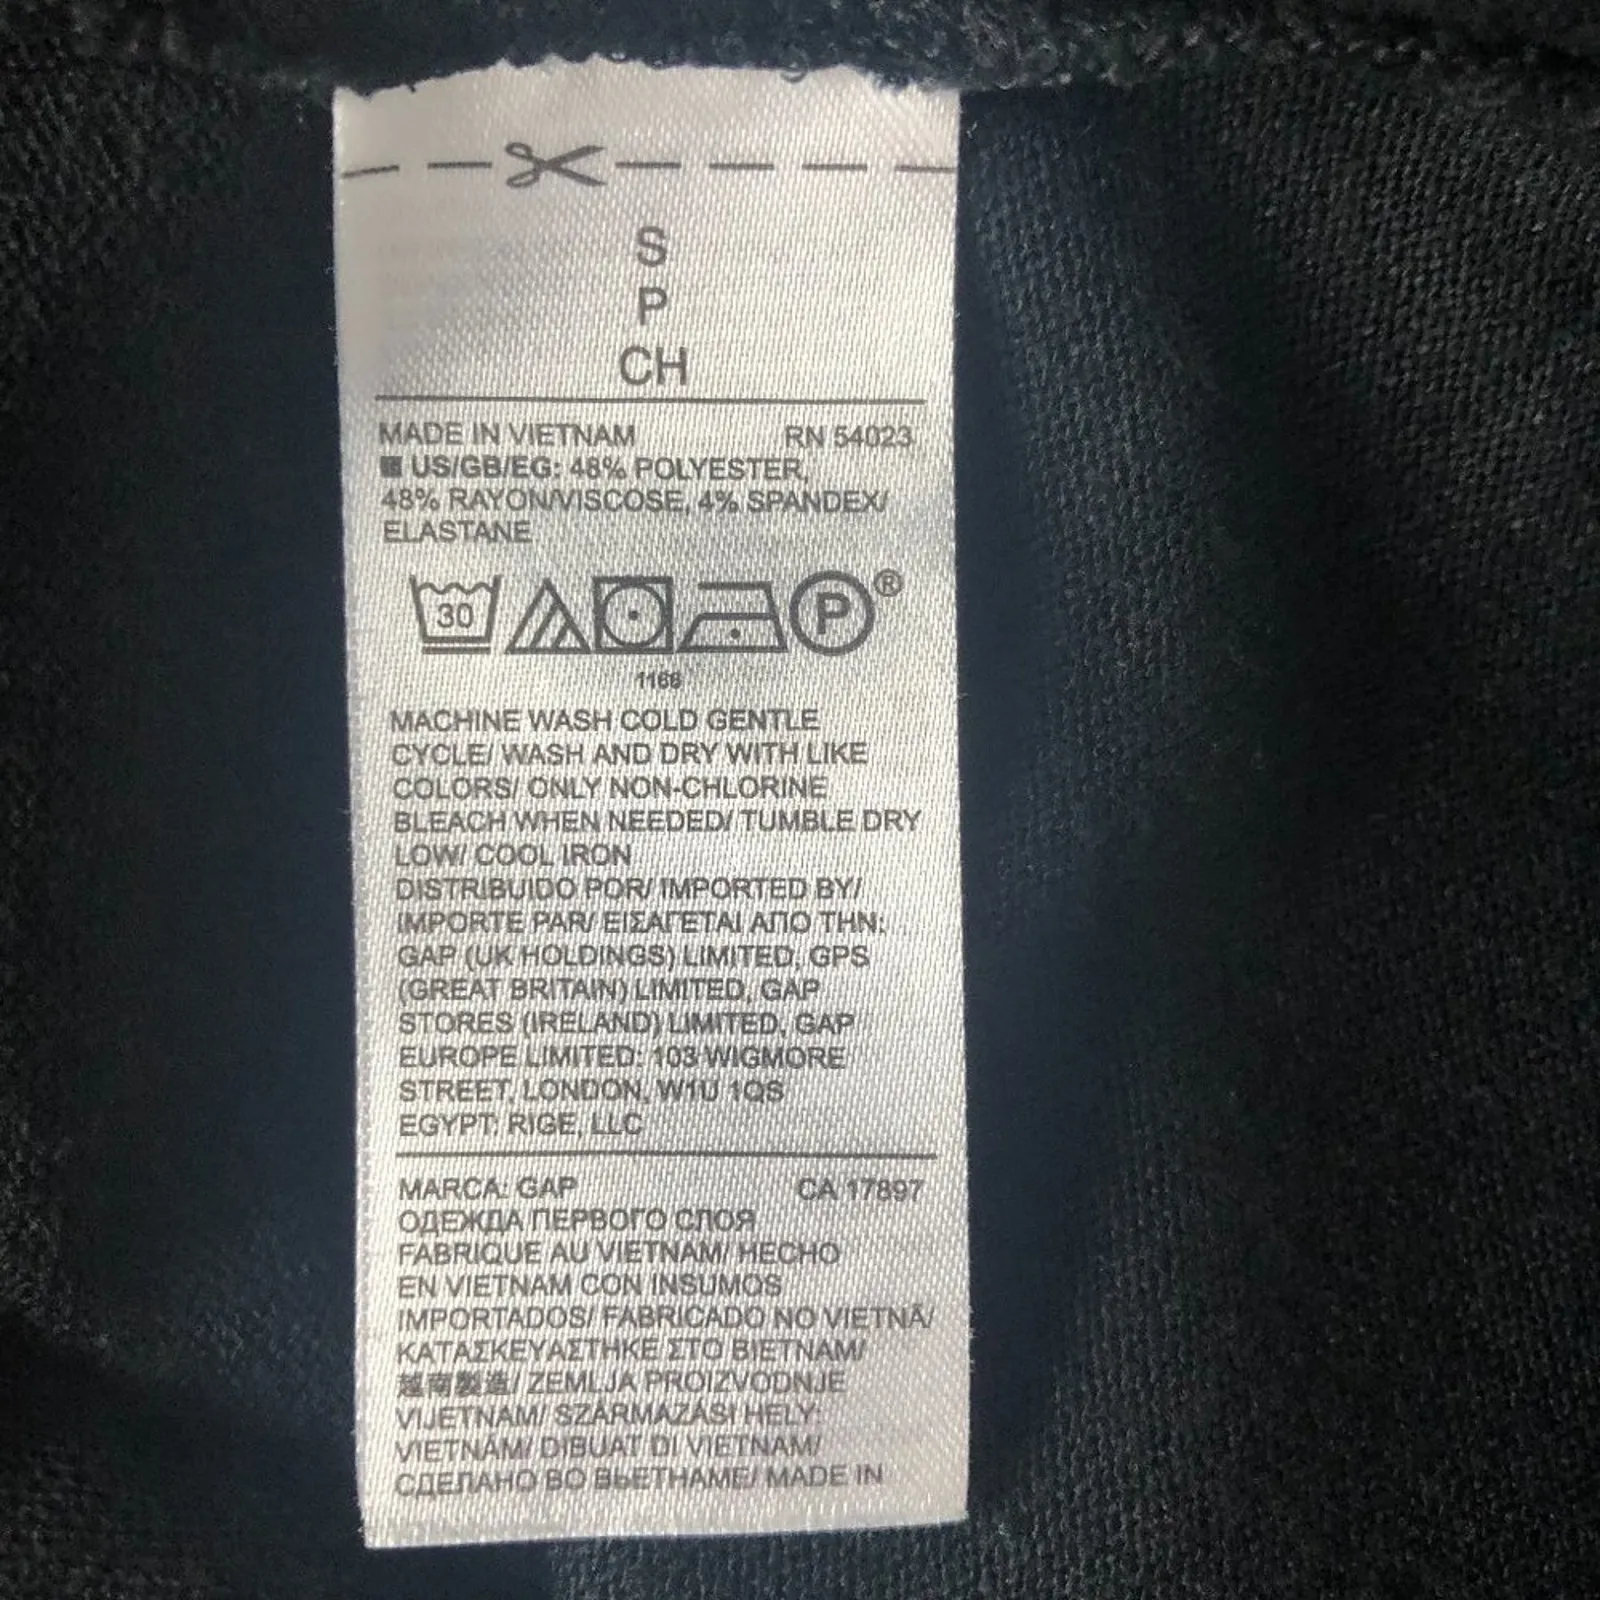 S
P
CH
MADE IN VIETNAM RN 54023
US/GB/EG: 48% POLYESTER,
48% RAYON/VISCOSE, 4% SPANDEX/
ELASTANE
30 P ®
1166
MACHINE WASH COLD GENTLE
CYCLE/ WASH AND DRY WITH LIKE
COLORS/ ONLY NON-CHLORINE
BLEACH WHEN NEEDED/ TUMBLE DRY
LOW/ COOL IRON
DISTRIBUIDO POR/ IMPORTED BY/
IMPORTE PAR/ ΕΙΣΑΓΕΤΑΙ ΑΠΟ ΤΗΝ:
GAP (UK HOLDINGS) LIMITED, GPS
(GREAT BRITAIN) LIMITED, GAP
STORES (IRELAND) LIMITED, GAP
EUROPE LIMITED: 103 WIGMORE
STREET, LONDON, W1U 1QS
EGYPT: RIGE, LLC
MARCA: GAP CA 17897
ОДЕЖДА ПЕРВОГО СЛОЯ
FABRIQUE AU VIETNAM/ HECHO
EN VIETNAM CON INSUMOS
IMPORTADOS/ FABRICADO NO VIETNÃ/
ΚΑΤΑΣΚΕΥΑΣΤΗΚΕ ΣΤΟ ΒΙΕΤΝΑΜ/
越南製造/ ZEMLJA PROIZVODNJE
VIJETNAM/ SZÁRMAZÁSI HELY:
VIETNÁM/ DIBUAT DI VIETNAM/
СДЕЛАНО ВО ВЬЕТНАМЕ/ MADE IN